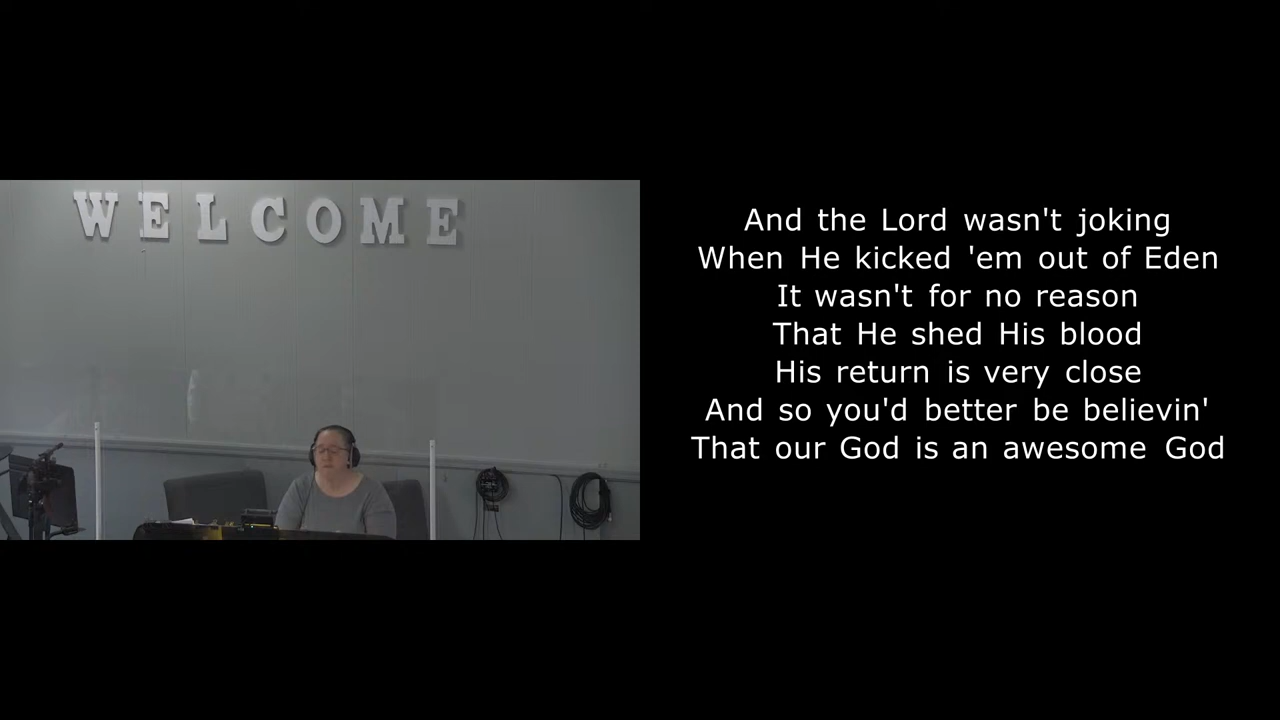 WELCOME
And the Lord wasn't joking
When He kicked 'em out of Eden
It wasn't for no reason
That He shed His blood
His return is very close
And so you'd better be believin'
That our God is an awesome God